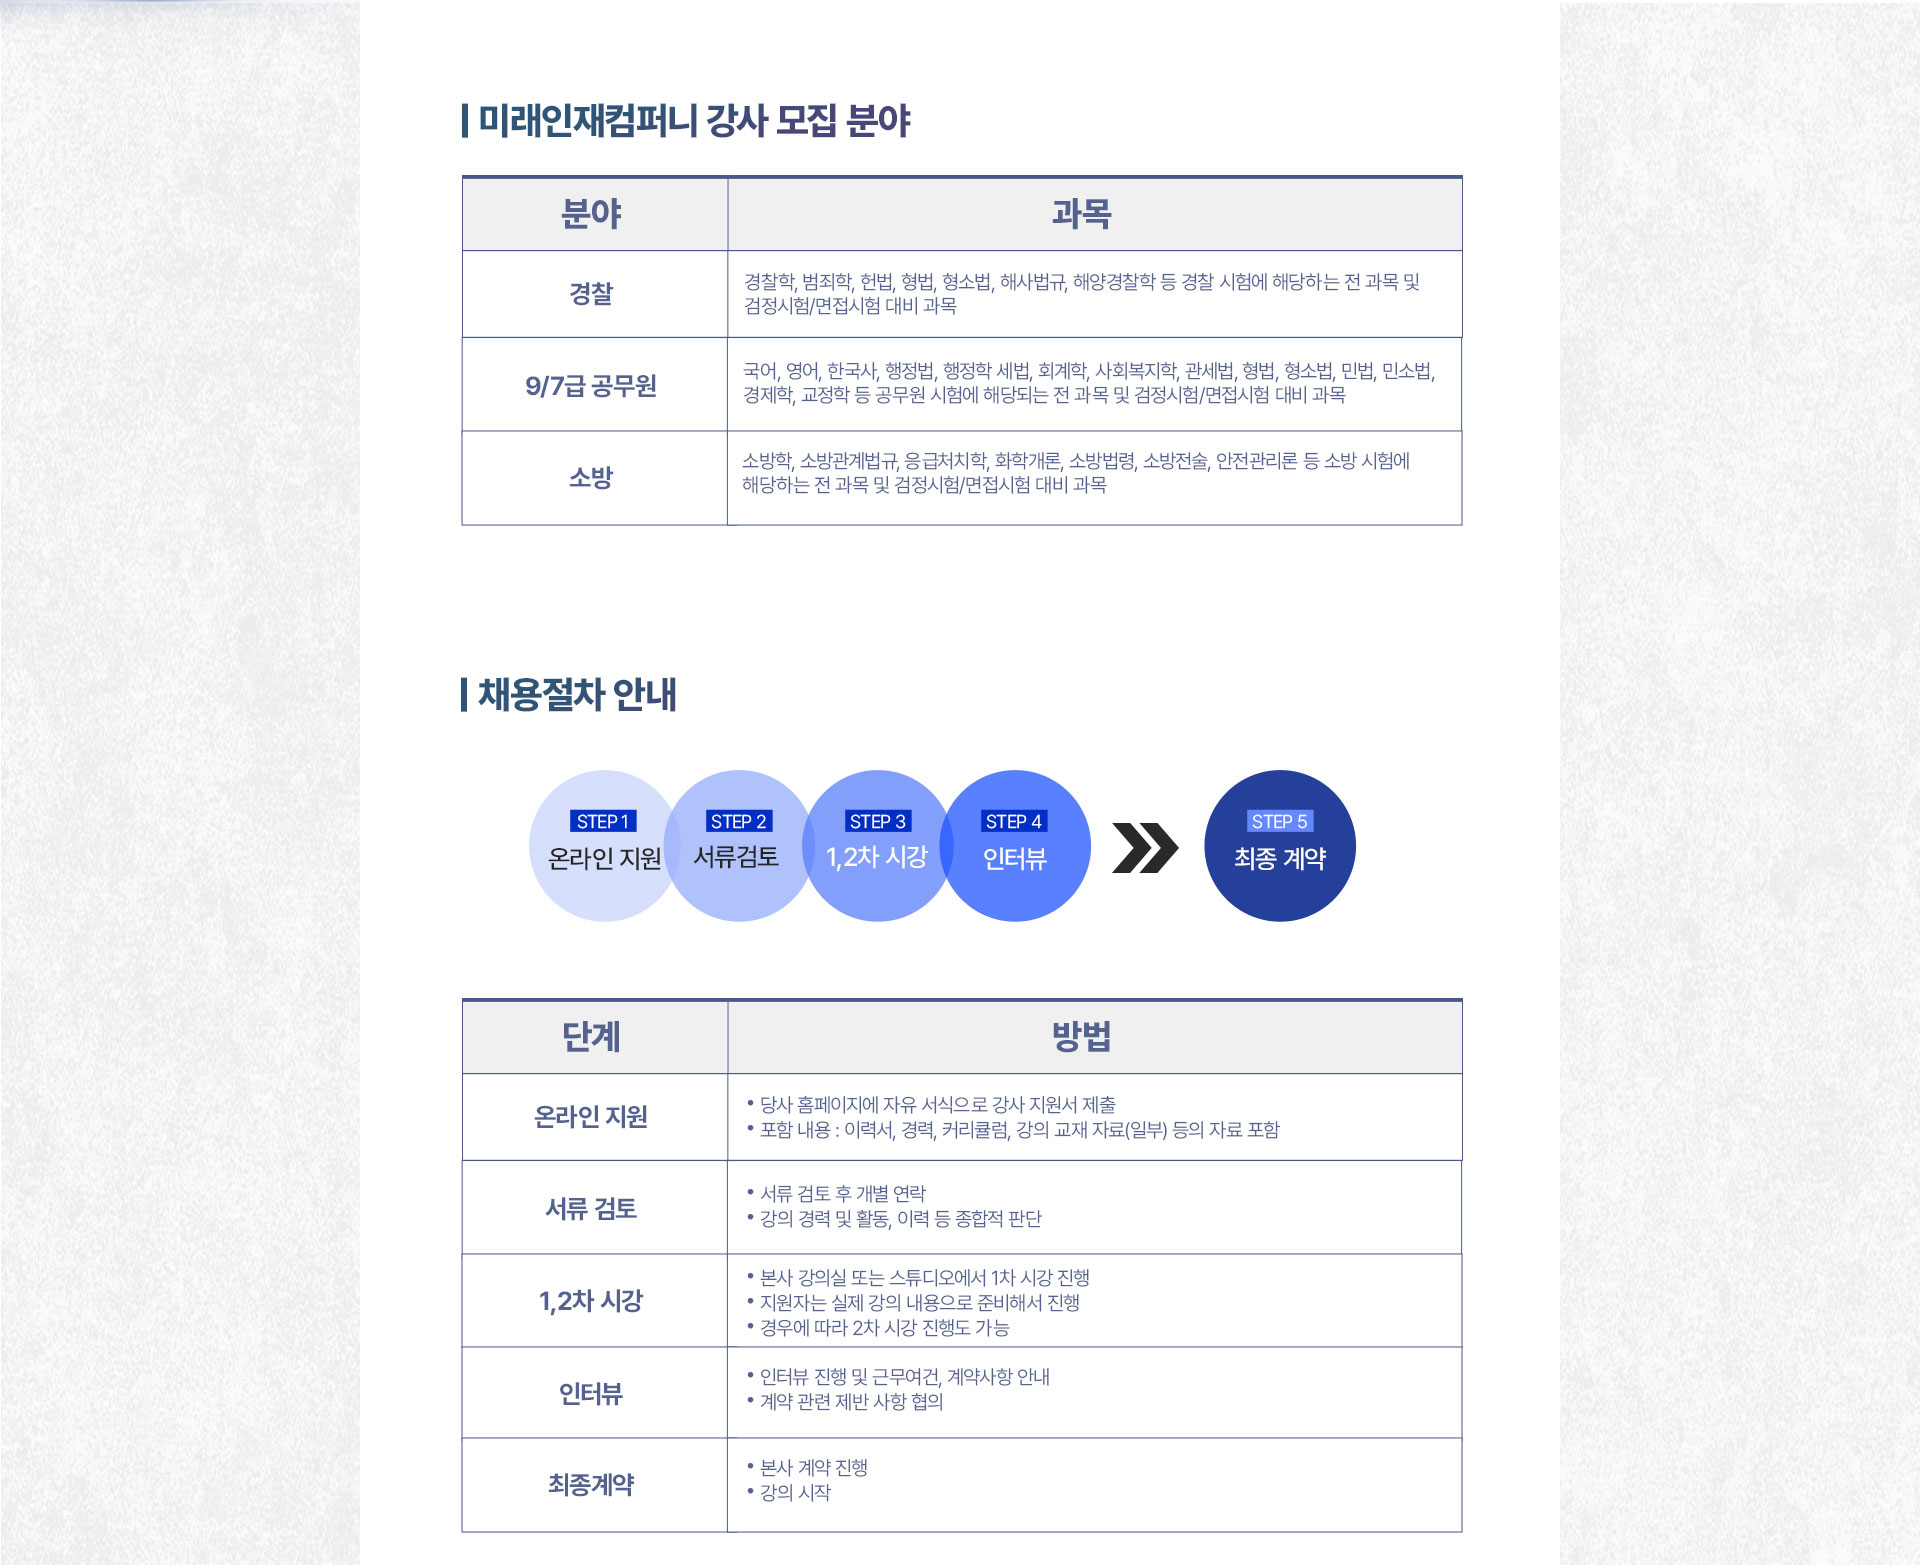 미래인재컴퍼니 강사 모집 분야
분야
과목
경찰
경찰학, 범죄학, 헌법, 형법, 형소법, 해사법규, 해양경찰학 등 경찰 시험에 해당하는 전 과목 및
검정시험/면접시험 대비 과목
9/7급 공무원
국어, 영어, 한국사, 행정법, 행정학 세법, 회계학, 사회복지학, 관세법, 형법, 형소법, 민법, 민소법,
경제학, 교정학 등 공무원 시험에 해당되는 전 과목 및 검정시험/면접시험 대비 과목
소방
소방학, 소방관계법규, 응급처치학, 화학개론, 소방법령, 소방전술, 안전관리론 등 소방 시험에
해당하는 전 과목 및 검정시험/면접시험 대비 과목
채용절차 안내
STEP 1
온라인 지원
STEP 2
서류검토
STEP 3
1,2차 시강
STEP 4
인터뷰
STEP 5
최종 계약
단계
방법
온라인 지원
• 당사 홈페이지에 자유 서식으로 강사 지원서 제출
• 포함 내용 : 이력서, 경력, 커리큘럼, 강의 교재 자료(일부) 등의 자료 포함
서류 검토
• 서류 검토 후 개별 연락
• 강의 경력 및 활동, 이력 등 종합적 판단
1,2차 시강
• 본사 강의실 또는 스튜디오에서 1차 시강 진행
• 지원자는 실제 강의 내용으로 준비해서 진행
• 경우에 따라 2차 시강 진행도 가능
인터뷰
• 인터뷰 진행 및 근무여건, 계약사항 안내
• 계약 관련 제반 사항 협의
최종계약
• 본사 계약 진행
• 강의 시작